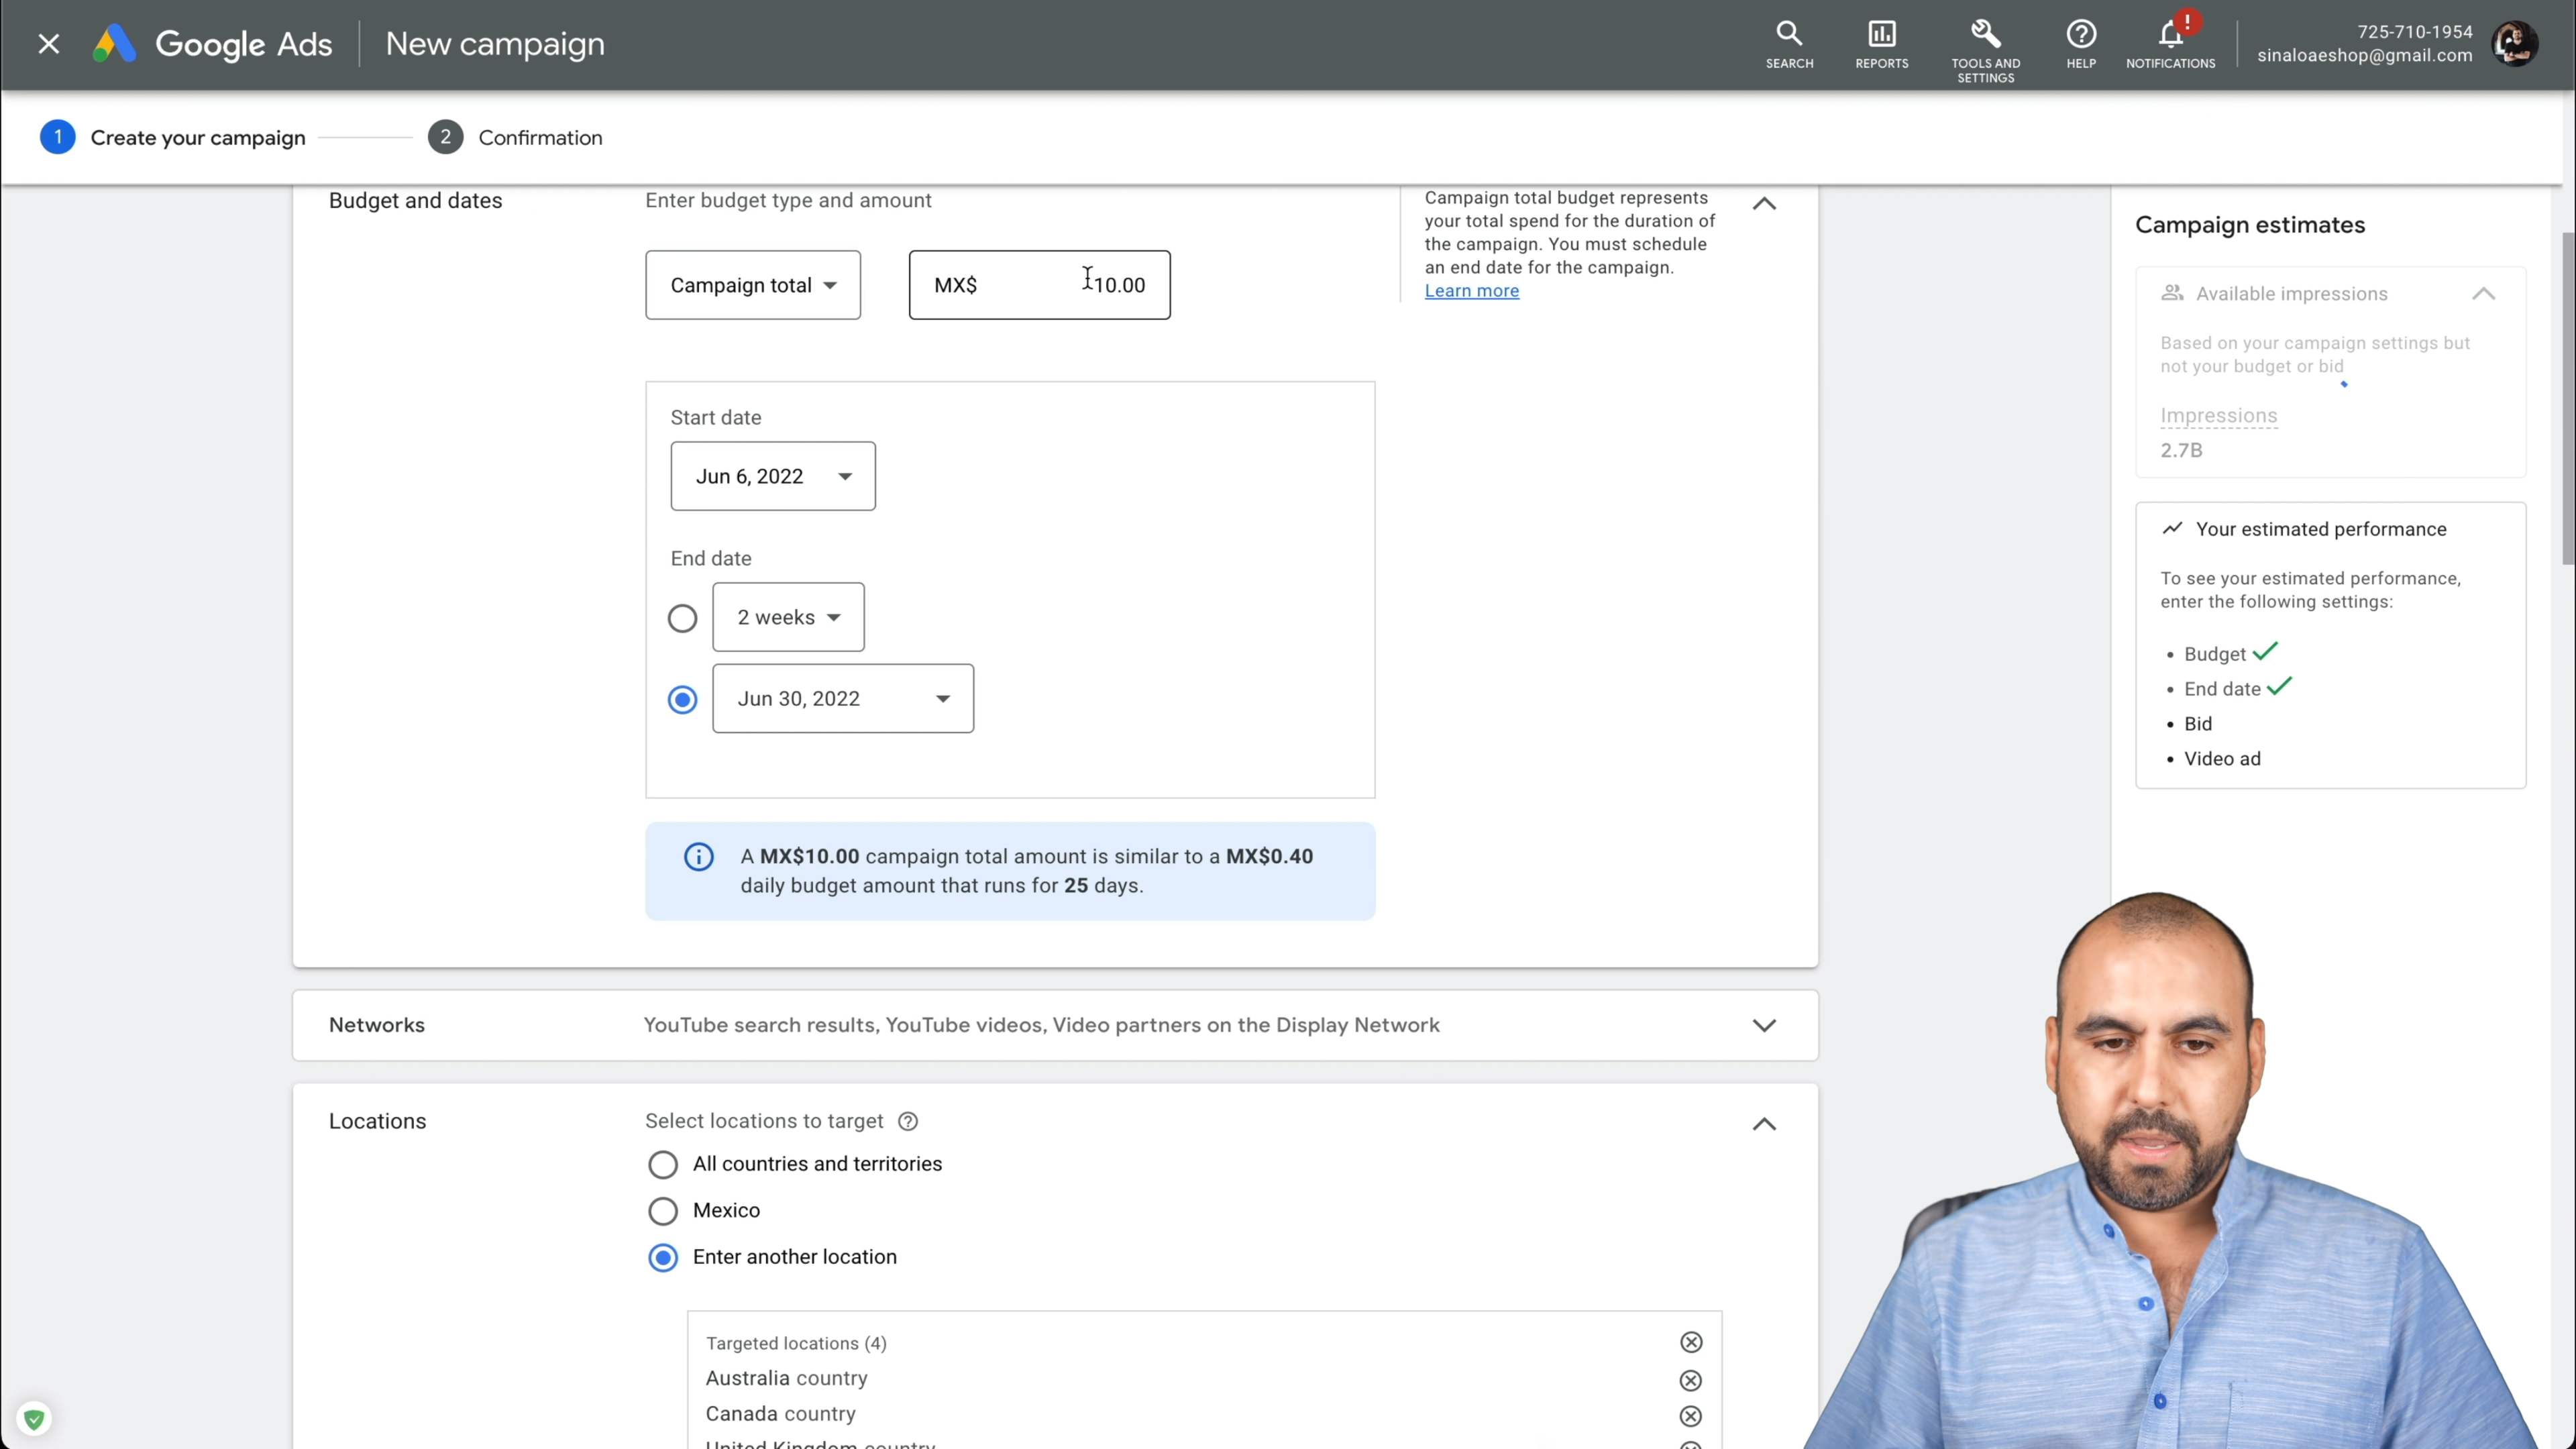 Google Ads
New campaign
SEARCH
REPORTS
TOOLS AND
SETTINGS
HELP
!
NOTIFICATIONS
725-710-1954
sinaloaeshop@gmail.com
1
Create your campaign
2
Confirmation
Budget and dates
Enter budget type and amount
Campaign total
MX$
10.00
Campaign total budget represents
your total spend for the duration of
the campaign. You must schedule
an end date for the campaign.
Learn more
Start date
Jun 6, 2022
End date
2 weeks
Jun 30, 2022
A MX$10.00 campaign total amount is similar to a MX$0.40
daily budget amount that runs for 25 days.
Networks
YouTube search results, YouTube videos, Video partners on the Display Network
Locations
Select locations to target
All countries and territories
Mexico
Enter another location
Targeted locations (4)
Australia country
Canada country
United Kingdom country
Campaign estimates
Available impressions
Based on your campaign settings but
not your budget or bid
Impressions
2.7B
Your estimated performance
To see your estimated performance,
enter the following settings:
• Budget
• End date
• Bid
• Video ad